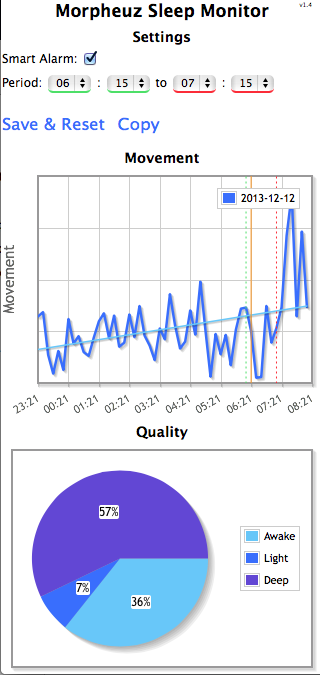 Morpheuz Sleep Monitor
v1.4
Settings
Smart Alarm:
Period: 06 : 15 to 07 : 15
Save & Reset Copy
Movement
2013-12-12
Movement
23:21 00:21 01:21 02:21 03:21 04:21 05:21 06:21 07:21 08:21
Quality
57%
7%
36%
Awake
Light
Deep